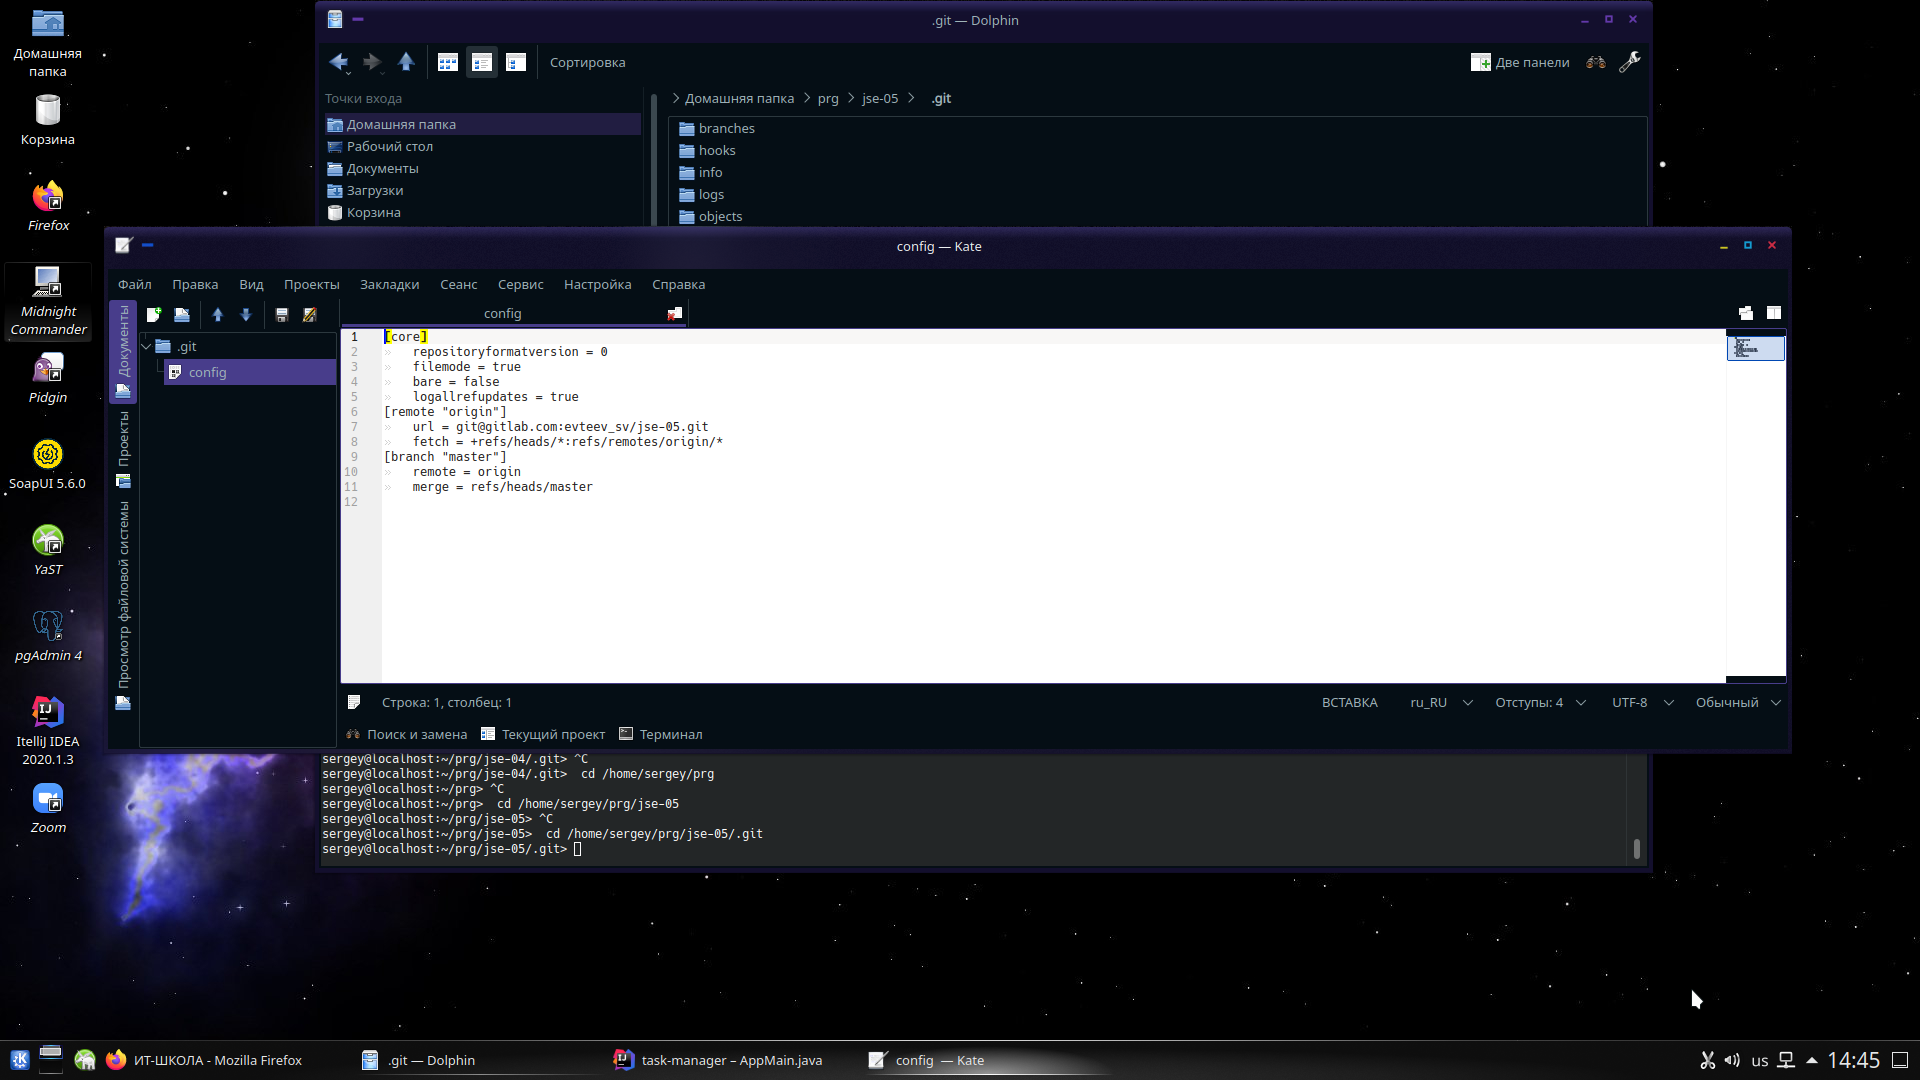 Домашняя
папка
Корзина
Firefox
Midnight
Commander
Pidgin
SoapUI 5.6.0
YaST
pgAdmin 4
ItelliJ IDEA
2020.1.3
Zoom
.git — Dolphin
Сортировка
Две панели
Точки входа
Домашняя папка
Рабочий стол
Документы
Загрузки
Корзина
Домашняя папка > prg > jse-05 > .git
branches
hooks
info
logs
objects
config — Kate
Файл Правка Вид Проекты Закладки Сеанс Сервис Настройка Справка
Документы
Проекты
Просмотр файловой системы
.git
config
config
1 [core]
2 » repositoryformatversion = 0
3 » filemode = true
4 » bare = false
5 » logallrefupdates = true
6 [remote "origin"]
7 » url = git@gitlab.com:evteev_sv/jse-05.git
8 » fetch = +refs/heads/*:refs/remotes/origin/*
9 [branch "master"]
10 » remote = origin
11 » merge = refs/heads/master
12
Строка: 1, столбец: 1
ВСТАВКА ru_RU Отступы: 4 UTF-8 Обычный
Поиск и замена Текущий проект Терминал
sergey@localhost:~/prg/jse-04/.git> ^C
sergey@localhost:~/prg/jse-04/.git>  cd /home/sergey/prg
sergey@localhost:~/prg> ^C
sergey@localhost:~/prg>  cd /home/sergey/prg/jse-05
sergey@localhost:~/prg/jse-05> ^C
sergey@localhost:~/prg/jse-05>  cd /home/sergey/prg/jse-05/.git
sergey@localhost:~/prg/jse-05/.git>
ИТ-ШКОЛА - Mozilla Firefox
.git — Dolphin
task-manager – AppMain.java
config — Kate
us
14:45